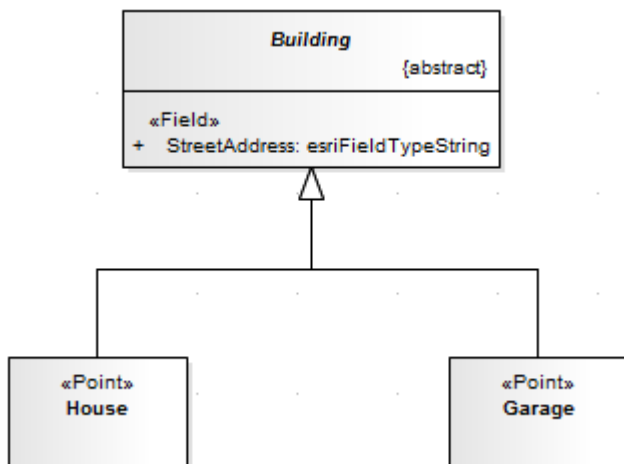 Building
{abstract}
«Field»
+ StreetAddress: esriFieldTypeString
«Point»
House
«Point»
Garage